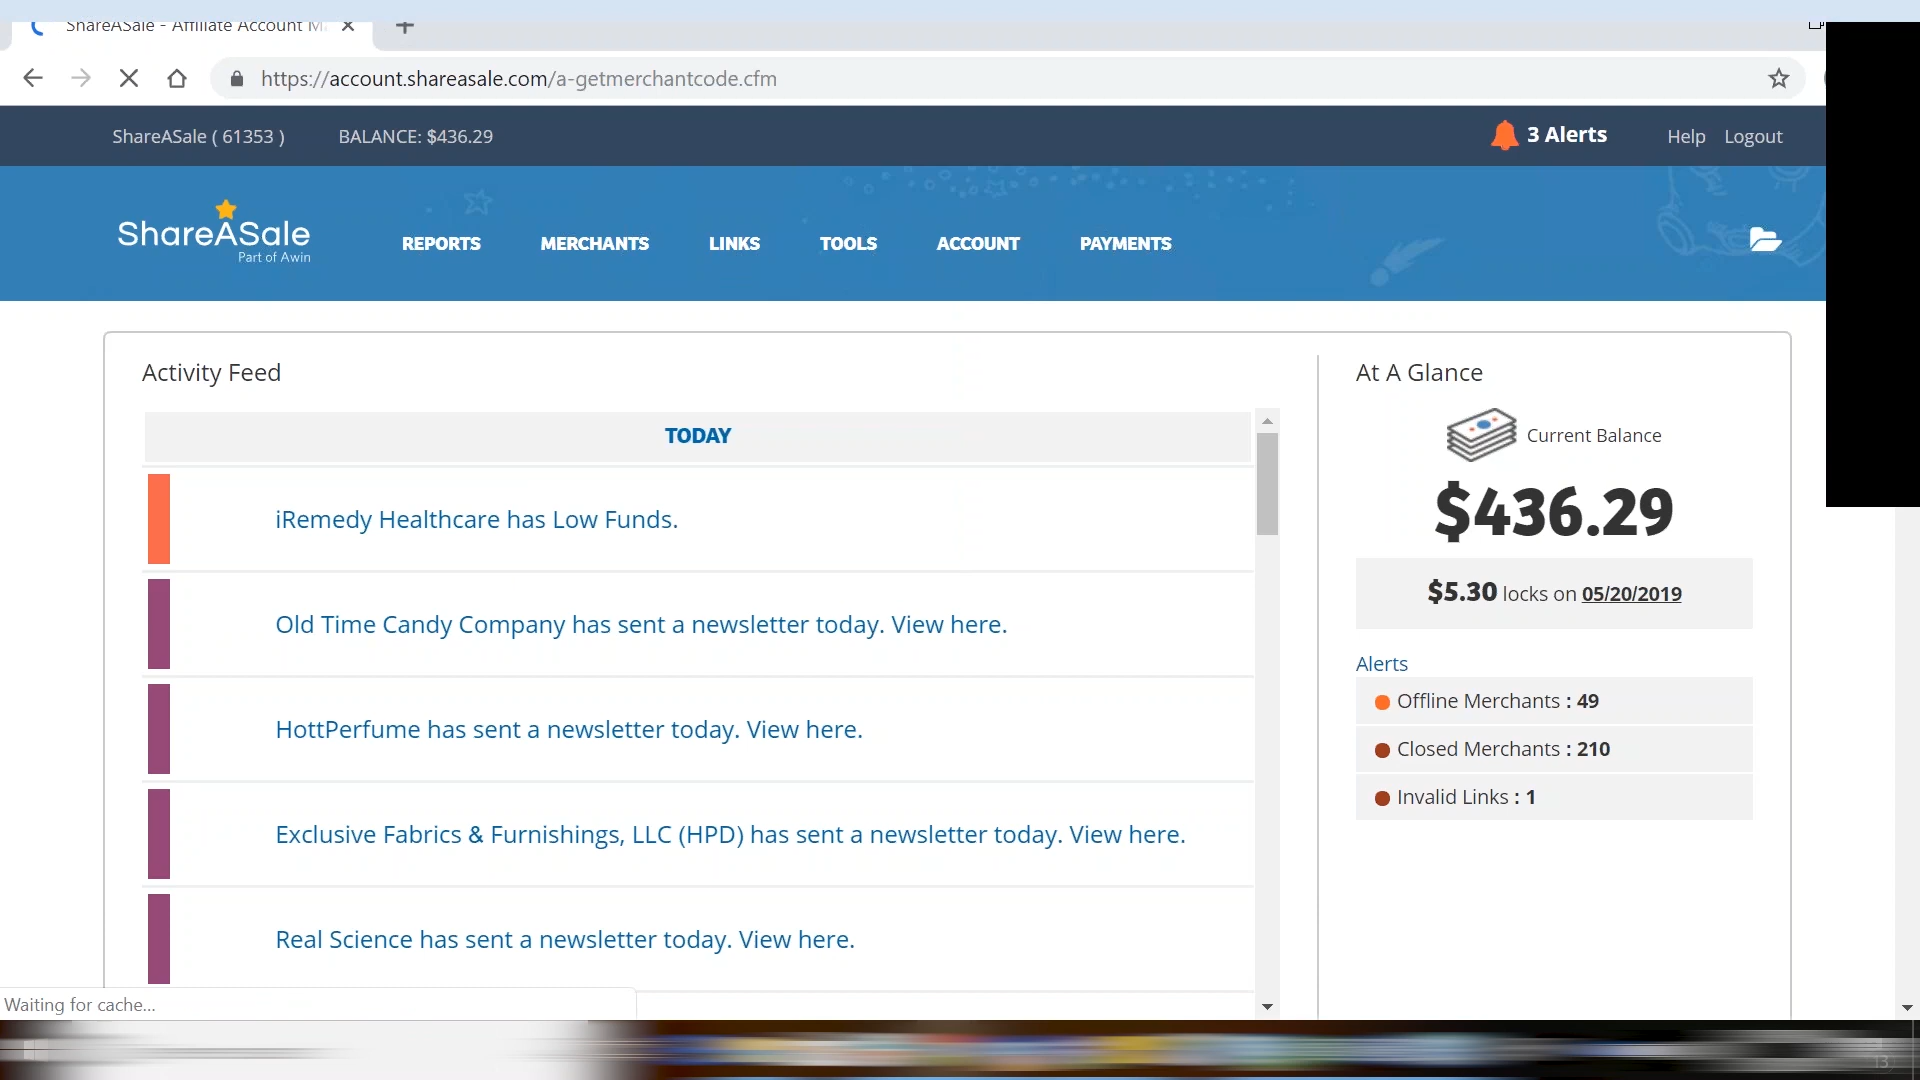 ShareASale - Affiliate Account M
https://account.shareasale.com/a-getmerchantcode.cfm
ShareASale ( 61353 )
BALANCE: $436.29
3 Alerts
Help
Logout
ShareASale
Part of Awin
REPORTS
MERCHANTS
LINKS
TOOLS
ACCOUNT
PAYMENTS
Activity Feed
TODAY
iRemedy Healthcare has Low Funds.
Old Time Candy Company has sent a newsletter today. View here.
HottPerfume has sent a newsletter today. View here.
Exclusive Fabrics & Furnishings, LLC (HPD) has sent a newsletter today. View here.
Real Science has sent a newsletter today. View here.
At A Glance
Current Balance
$436.29
$5.30 locks on 05/20/2019
Alerts
Offline Merchants : 49
Closed Merchants : 210
Invalid Links : 1
Waiting for cache...
13